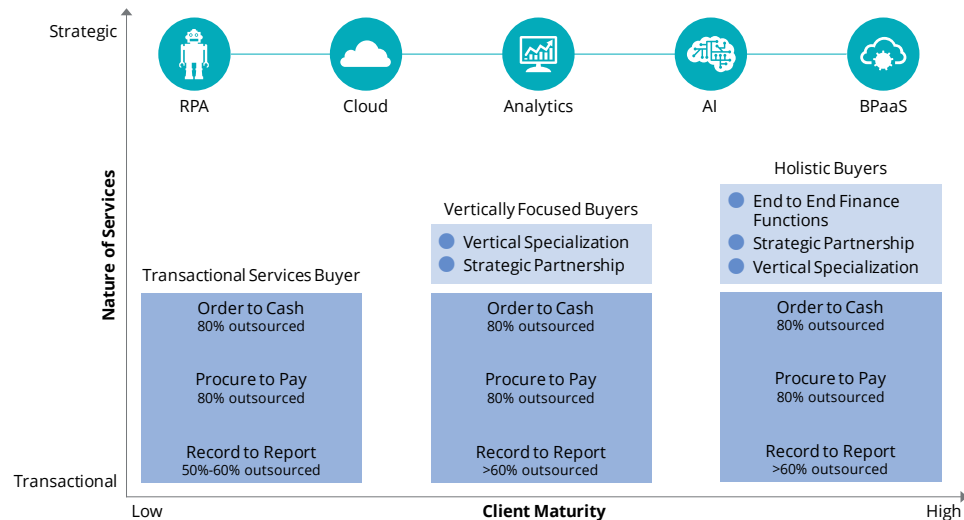 Strategic
RPA
Cloud
Analytics
AI
BPaaS
Nature of Services
Transactional Services Buyer
Order to Cash
80% outsourced
Procure to Pay
80% outsourced
Record to Report
50%-60% outsourced
Vertically Focused Buyers
Vertical Specialization
Strategic Partnership
Order to Cash
80% outsourced
Procure to Pay
80% outsourced
Record to Report
>60% outsourced
Holistic Buyers
End to End Finance
Functions
Strategic Partnership
Vertical Specialization
Order to Cash
80% outsourced
Procure to Pay
80% outsourced
Record to Report
>60% outsourced
Transactional
Low
Client Maturity
High